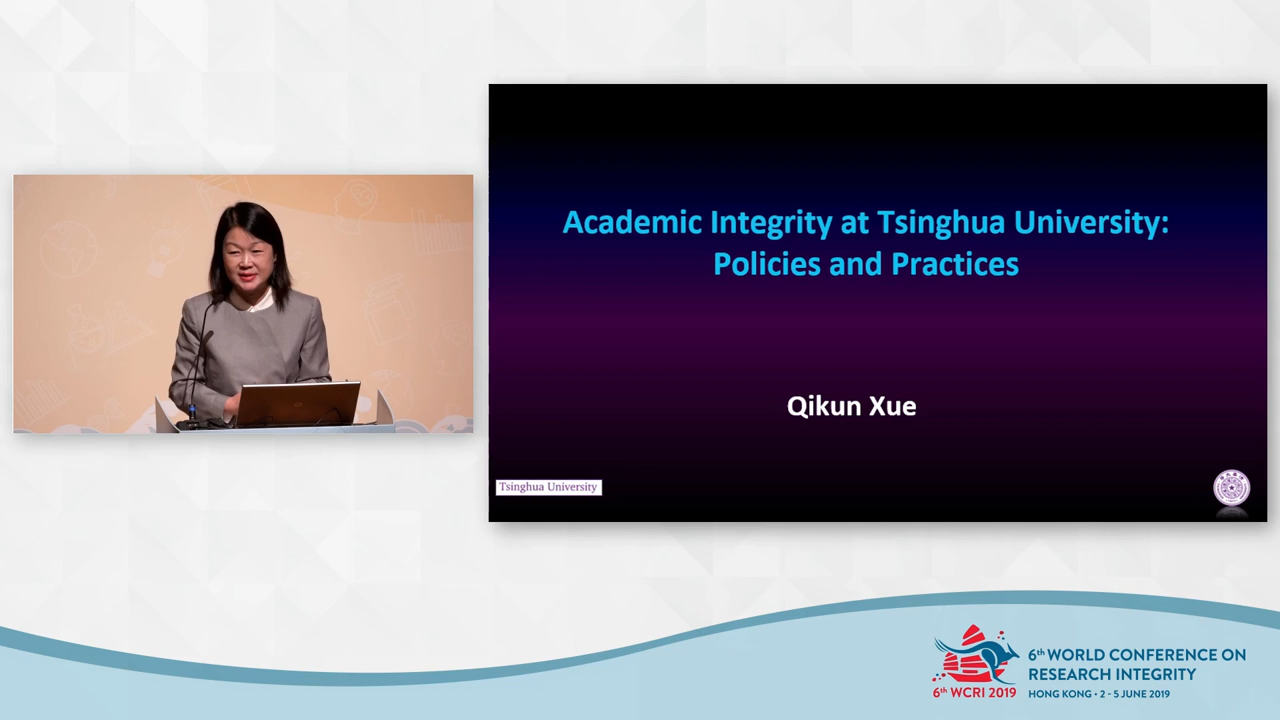 Academic Integrity at Tsinghua University:
Policies and Practices
Qikun Xue
Tsinghua University
6th WCRI 2019
6th WORLD CONFERENCE ON
RESEARCH INTEGRITY
HONG KONG • 2 - 5 JUNE 2019